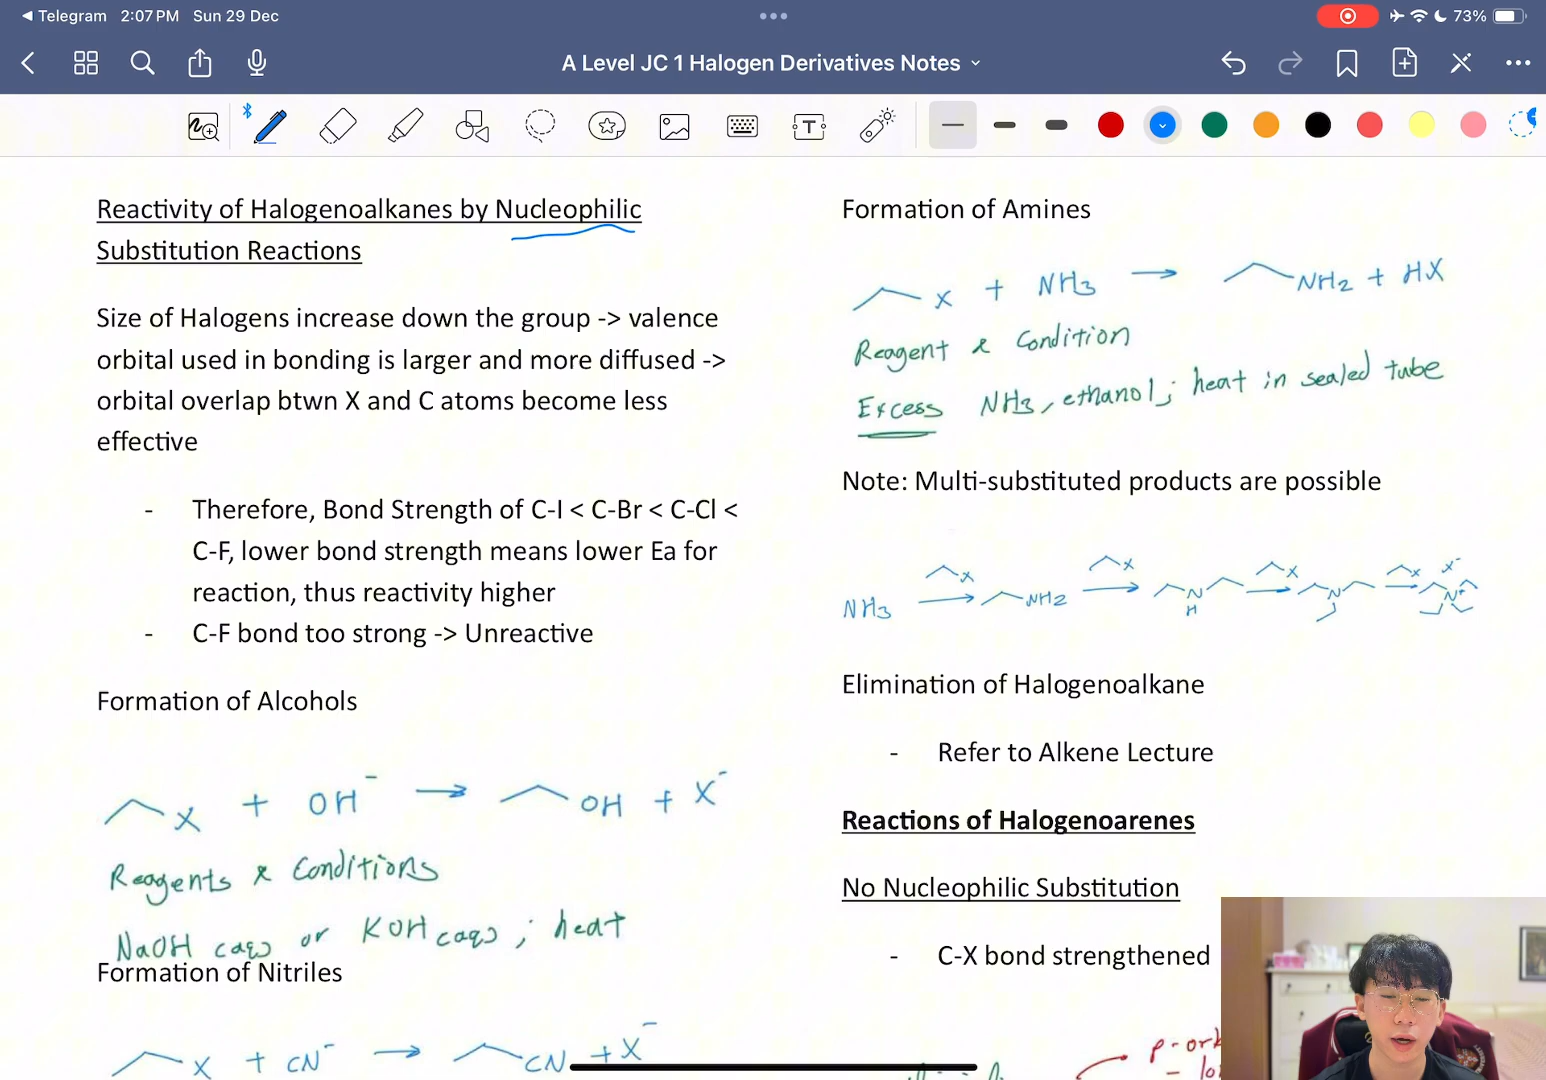 Telegram 2:07 PM Sun 29 Dec 73%
A Level JC 1 Halogen Derivatives Notes
Reactivity of Halogenoalkanes by Nucleophilic
Substitution Reactions
Size of Halogens increase down the group -> valence
orbital used in bonding is larger and more diffused ->
orbital overlap btwn X and C atoms become less
effective
- Therefore, Bond Strength of C-I < C-Br < C-Cl <
C-F, lower bond strength means lower Ea for
reaction, thus reactivity higher
- C-F bond too strong -> Unreactive
Formation of Alcohols
X + OH⁻ → OH + X⁻
Reagents & Conditions
NaOH (aq) or KOH (aq) ; heat
Formation of Nitriles
X + CN⁻ → CN + X⁻
Formation of Amines
X + NH3 → NH2 + HX
Reagent & Condition
Excess NH3, ethanol ; heat in sealed tube
Note: Multi-substituted products are possible
X X X X X⁻
NH3 → NH2 → N H → N → N⁺
Elimination of Halogenoalkane
- Refer to Alkene Lecture
Reactions of Halogenoarenes
No Nucleophilic Substitution
- C-X bond strengthened
p-orb